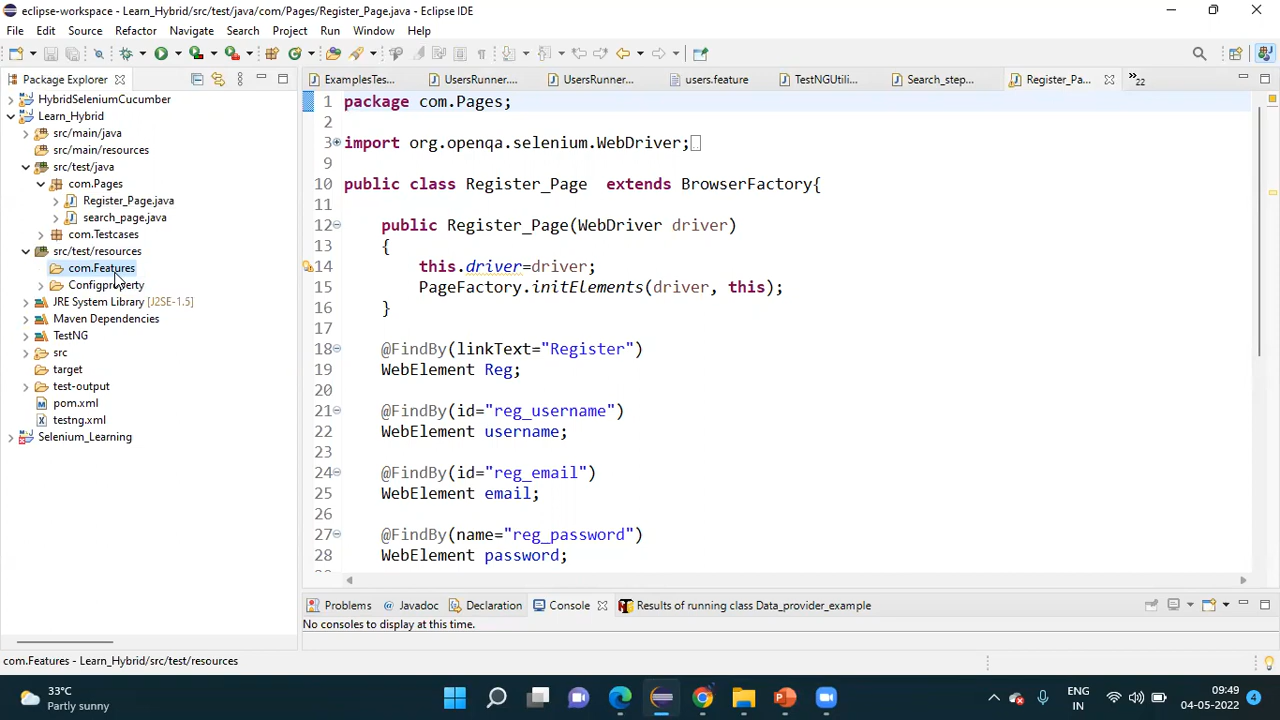 eclipse-workspace - Learn_Hybrid/src/test/java/com/Pages/Register_Page.java - Eclipse IDE
File Edit Source Refactor Navigate Search Project Run Window Help
Package Explorer
ExamplesTes... UsersRunner.... UsersRunner... users.feature TestNGUtili... Search_step... Register_Pa... 22
HybridSeleniumCucumber
Learn_Hybrid
src/main/java
src/main/resources
src/test/java
com.Pages
Register_Page.java
search_page.java
com.Testcases
src/test/resources
com.Features
Configproperty
JRE System Library [J2SE-1.5]
Maven Dependencies
TestNG
src
target
test-output
pom.xml
testng.xml
Selenium_Learning
1 package com.Pages;
2
3 import org.openqa.selenium.WebDriver;
9
10 public class Register_Page extends BrowserFactory{
11
12 public Register_Page(WebDriver driver)
13 {
14 this.driver=driver;
15 PageFactory.initElements(driver, this);
16 }
17
18 @FindBy(linkText="Register")
19 WebElement Reg;
20
21 @FindBy(id="reg_username")
22 WebElement username;
23
24 @FindBy(id="reg_email")
25 WebElement email;
26
27 @FindBy(name="reg_password")
28 WebElement password;
Problems Javadoc Declaration Console Results of running class Data_provider_example
No consoles to display at this time.
com.Features - Learn_Hybrid/src/test/resources
33°C
Partly sunny
ENG
IN
09:49
04-05-2022
4